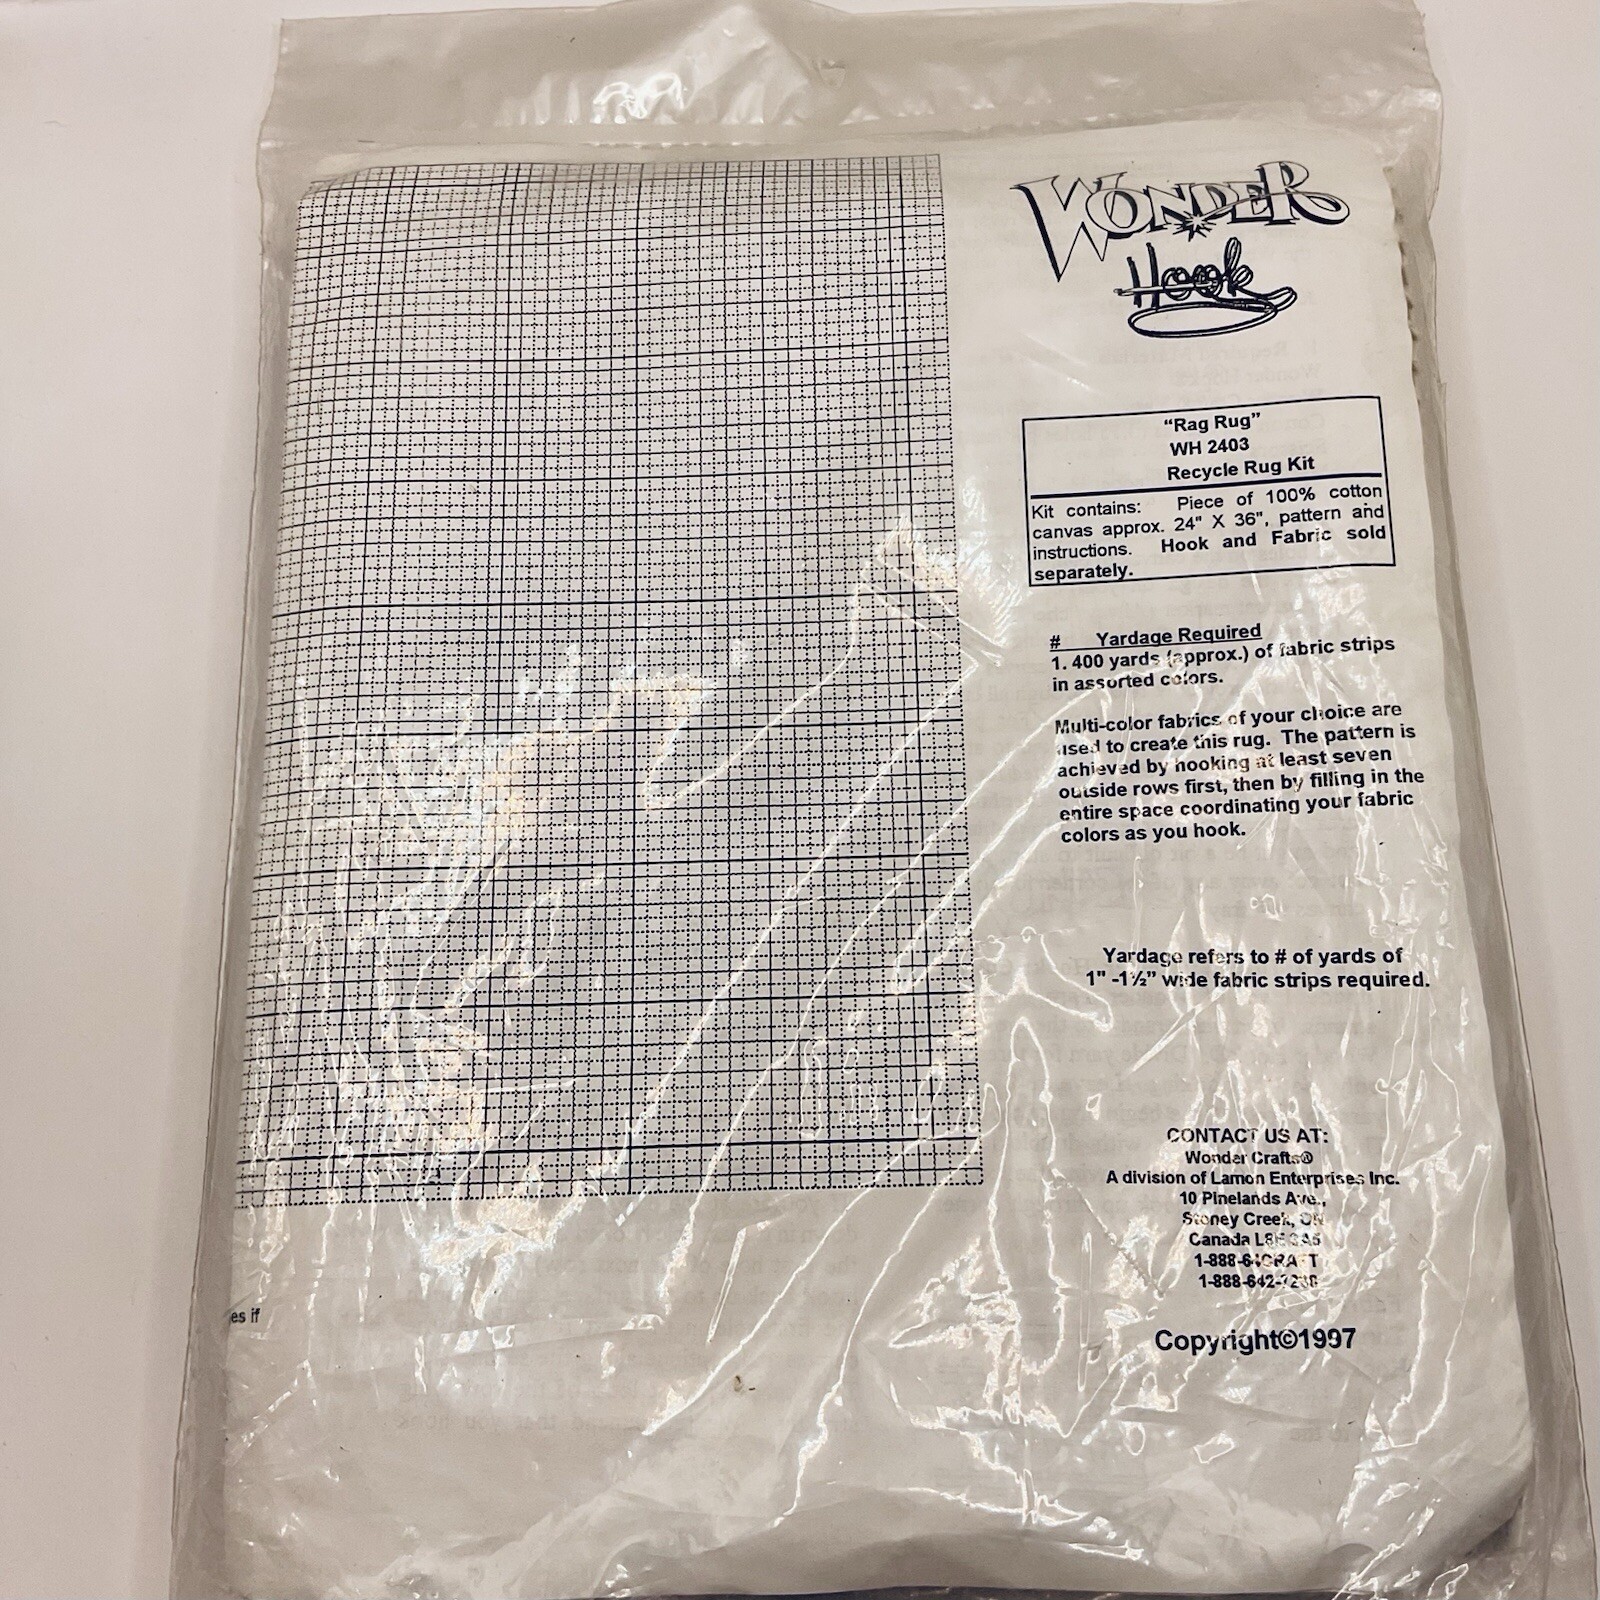 WONDER
Hook
“Rag Rug”
WH 2403
Recycle Rug Kit
Kit contains: Piece of 100% cotton
canvas approx. 24" X 36", pattern and
instructions. Hook and Fabric sold
separately.
# Yardage Required
1. 400 yards (approx.) of fabric strips
in assorted colors.
Multi-color fabrics of your choice are
used to create this rug. The pattern is
achieved by hooking at least seven
outside rows first, then by filling in the
entire space coordinating your fabric
colors as you hook.
Yardage refers to # of yards of
1" -1½” wide fabric strips required.
CONTACT US AT:
Wonder Crafts®
A division of Lamon Enterprises Inc.
10 Pinelands Ave.,
Stoney Creek, ON
Canada
1-888-64CRAFT
es if
Copyright©1997